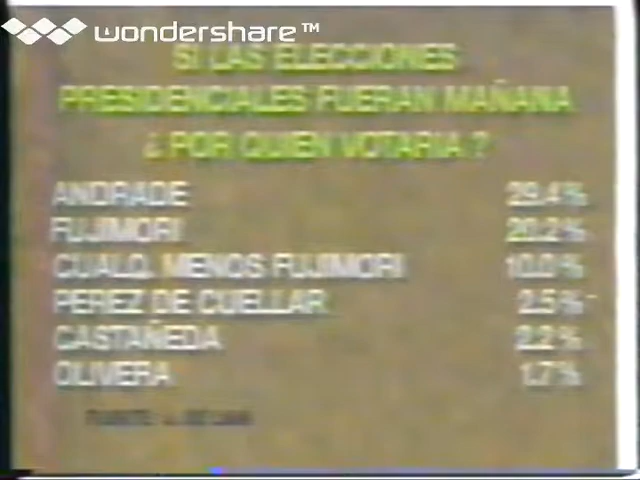 wondershare™
SI LAS ELECCIONES
PRESIDENCIALES FUERAN MAÑANA
¿ POR QUIEN VOTARIA ?
ANDRADE 29.4%
FUJIMORI 20.2%
CUALQ. MENOS FUJIMORI 10.0%
PEREZ DE CUELLAR 2.5%
CASTAÑEDA 2.2%
OLIVERA 1.7%